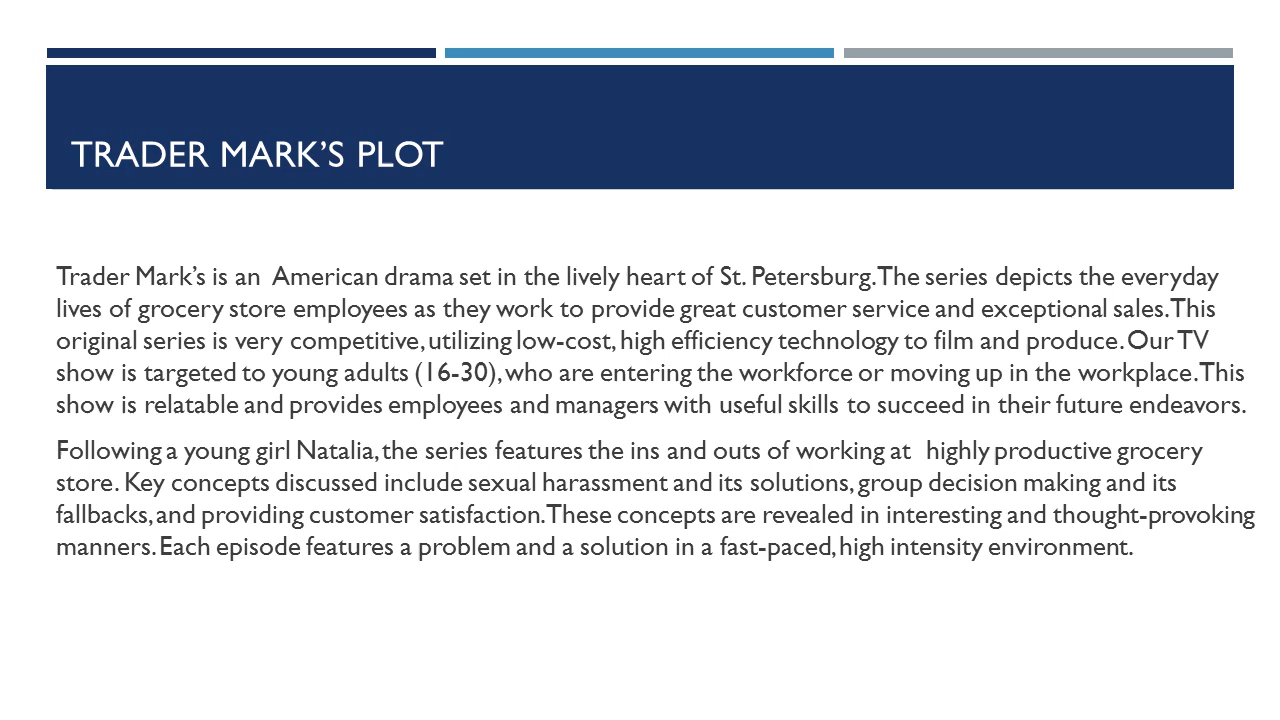 TRADER MARK’S PLOT
Trader Mark’s is an  American drama set in the lively heart of St. Petersburg. The series depicts the everyday
lives of grocery store employees as they work to provide great customer service and exceptional sales. This
original series is very competitive, utilizing low-cost, high efficiency technology to film and produce. Our TV
show is targeted to young adults (16-30), who are entering the workforce or moving up in the workplace. This
show is relatable and provides employees and managers with useful skills to succeed in their future endeavors.
Following a young girl Natalia, the series features the ins and outs of working at  highly productive grocery
store. Key concepts discussed include sexual harassment and its solutions, group decision making and its
fallbacks, and providing customer satisfaction. These concepts are revealed in interesting and thought-provoking
manners. Each episode features a problem and a solution in a fast-paced, high intensity environment.